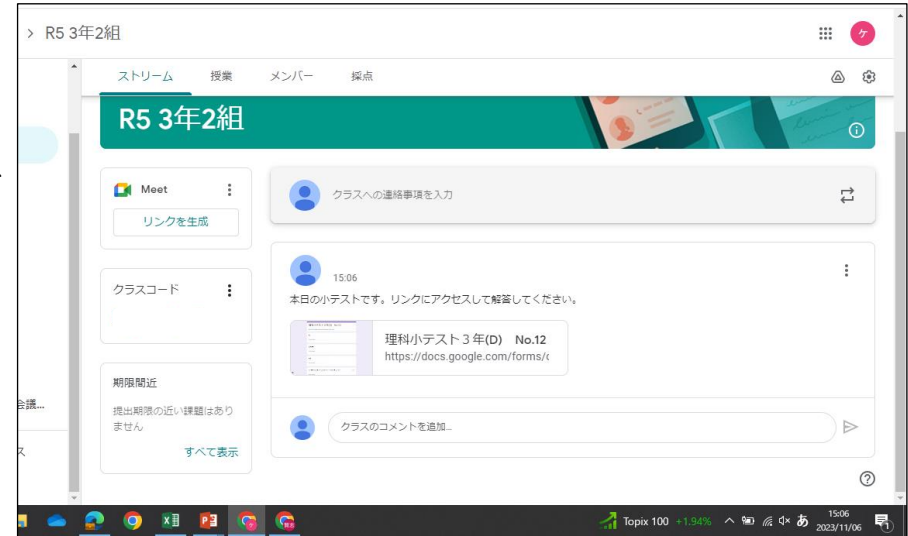 R5 3年2組
ケ
ストリーム 授業 メンバー 採点
R5 3年2組
Meet
リンクを生成
クラスへの連絡事項を入力
クラスコード
15:06
本日の小テストです。リンクにアクセスして解答してください。
理科小テスト3年(D) No.12
https://docs.google.com/forms/
期限間近
提出期限の近い課題はあり
ません
すべて表示
クラスのコメントを追加...
会議...
ス
Topix 100 +1.94% あ 15:06
2023/11/06